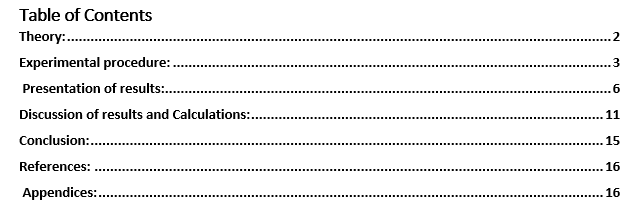 Table of Contents
Theory:........................................................................................................................2
Experimental procedure: ..............................................................................................3
Presentation of results:.................................................................................................6
Discussion of results and Calculations:.........................................................................11
Conclusion:..................................................................................................................15
References: .................................................................................................................16
Appendices:.................................................................................................................16